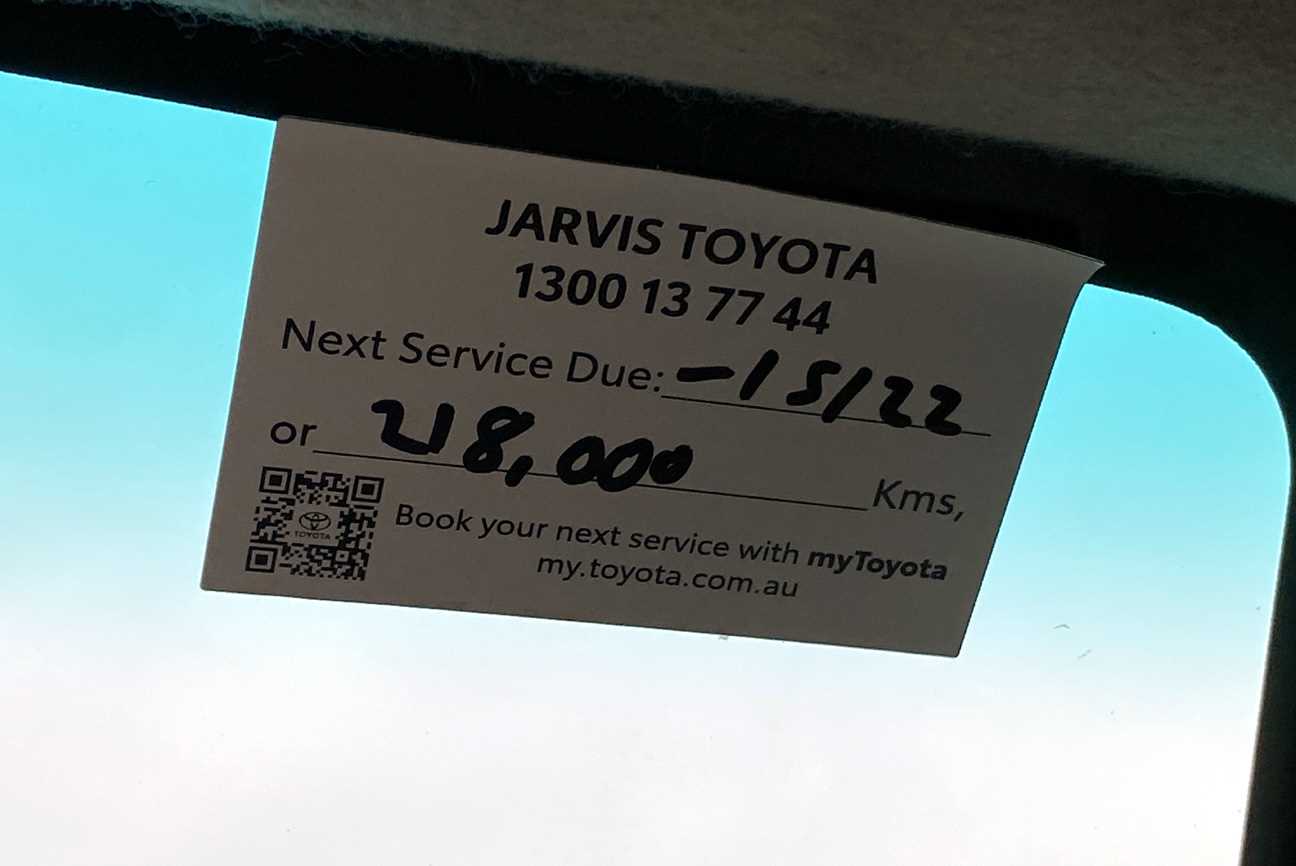 JARVIS TOYOTA
1300 13 77 44
Next Service Due: -/5/22
or 218,000 Kms,
TOYOTA
Book your next service with myToyota
my.toyota.com.au